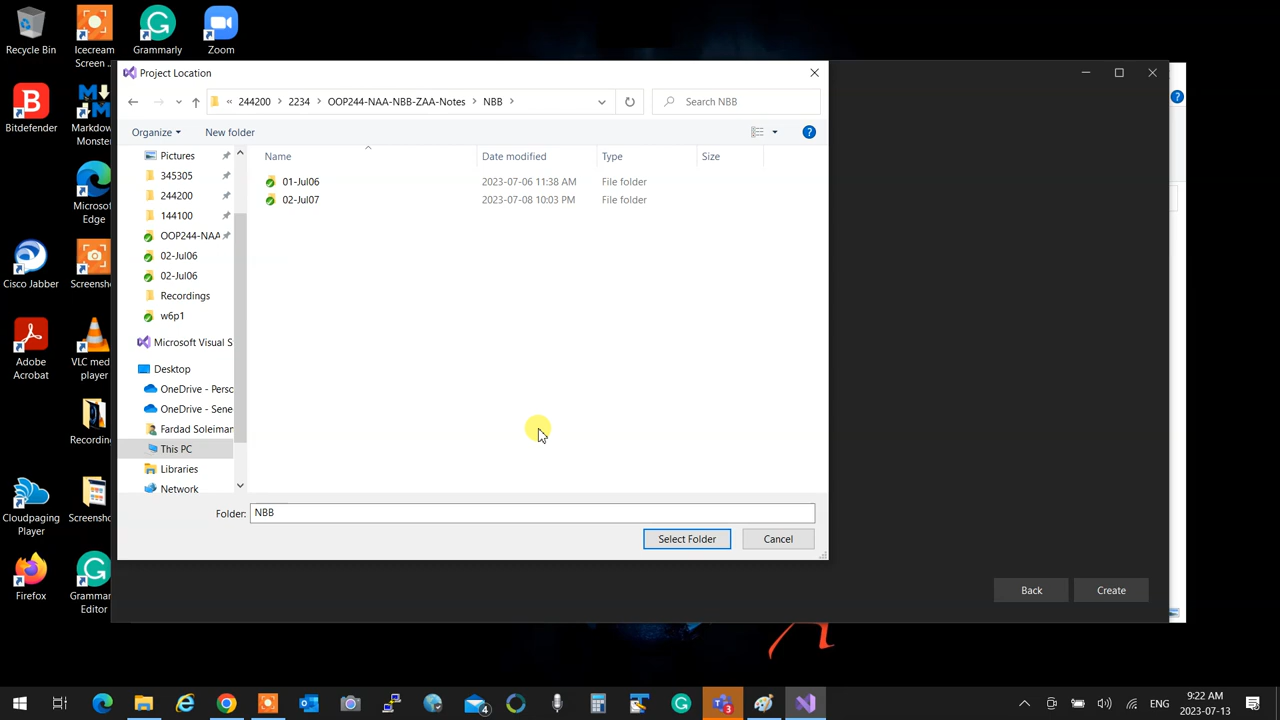 Recycle Bin
Icecream
Screen ...
Grammarly
Zoom
Bitdefender
Markdown
Monster
Microsoft
Edge
Cisco Jabber
Screensh
Adobe
Acrobat
VLC med
player
Recordin
Cloudpaging
Player
Screensho
Firefox
Grammar
Editor
Project Location
« 244200 > 2234 > OOP244-NAA-NBB-ZAA-Notes > NBB >
Search NBB
Organize
New folder
Name
Date modified
Type
Size
01-Jul06
2023-07-06 11:38 AM
File folder
02-Jul07
2023-07-08 10:03 PM
File folder
Pictures
345305
244200
144100
OOP244-NAA
02-Jul06
02-Jul06
Recordings
w6p1
Microsoft Visual S
Desktop
OneDrive - Perso
OneDrive - Sene
Fardad Soleiman
This PC
Libraries
Network
Folder:
NBB
Select Folder
Cancel
Back
Create
4
3
ENG
9:22 AM
2023-07-13